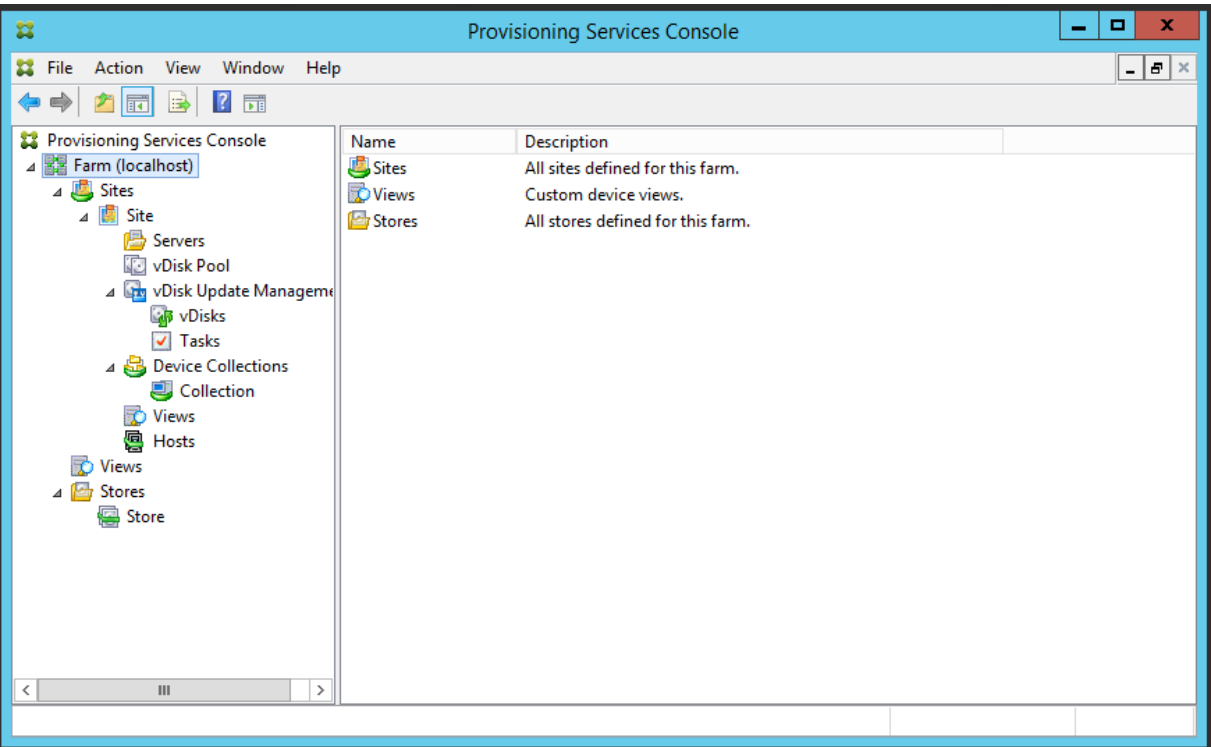 Provisioning Services Console
File Action View Window Help
Provisioning Services Console
Farm (localhost)
Sites
Site
Servers
vDisk Pool
vDisk Update Manageme
vDisks
Tasks
Device Collections
Collection
Views
Hosts
Views
Stores
Store
Name Description
Sites All sites defined for this farm.
Views Custom device views.
Stores All stores defined for this farm.